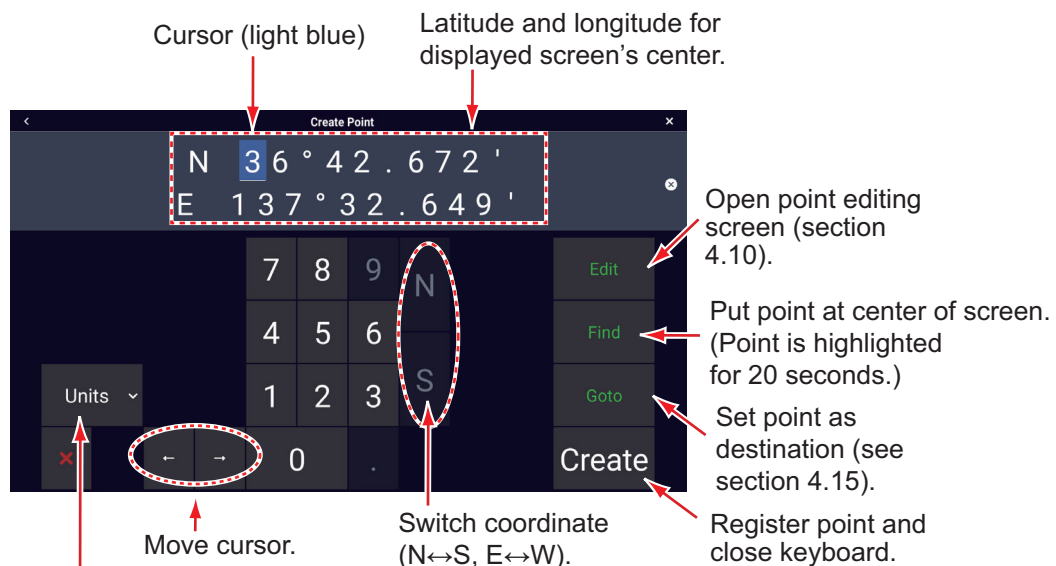 Cursor (light blue)
Latitude and longitude for
displayed screen's center.
Create Point
N 36°42.672'
E 137°32.649'
7 8 9 N
4 5 6
1 2 3 S
← → 0 .
Units
Edit
Find
Goto
Create
Open point editing
screen (section
4.10).
Put point at center of screen.
(Point is highlighted
for 20 seconds.)
Set point as
destination (see
section 4.15).
Register point and
close keyboard.
Move cursor.
Switch coordinate
(N↔S, E↔W).